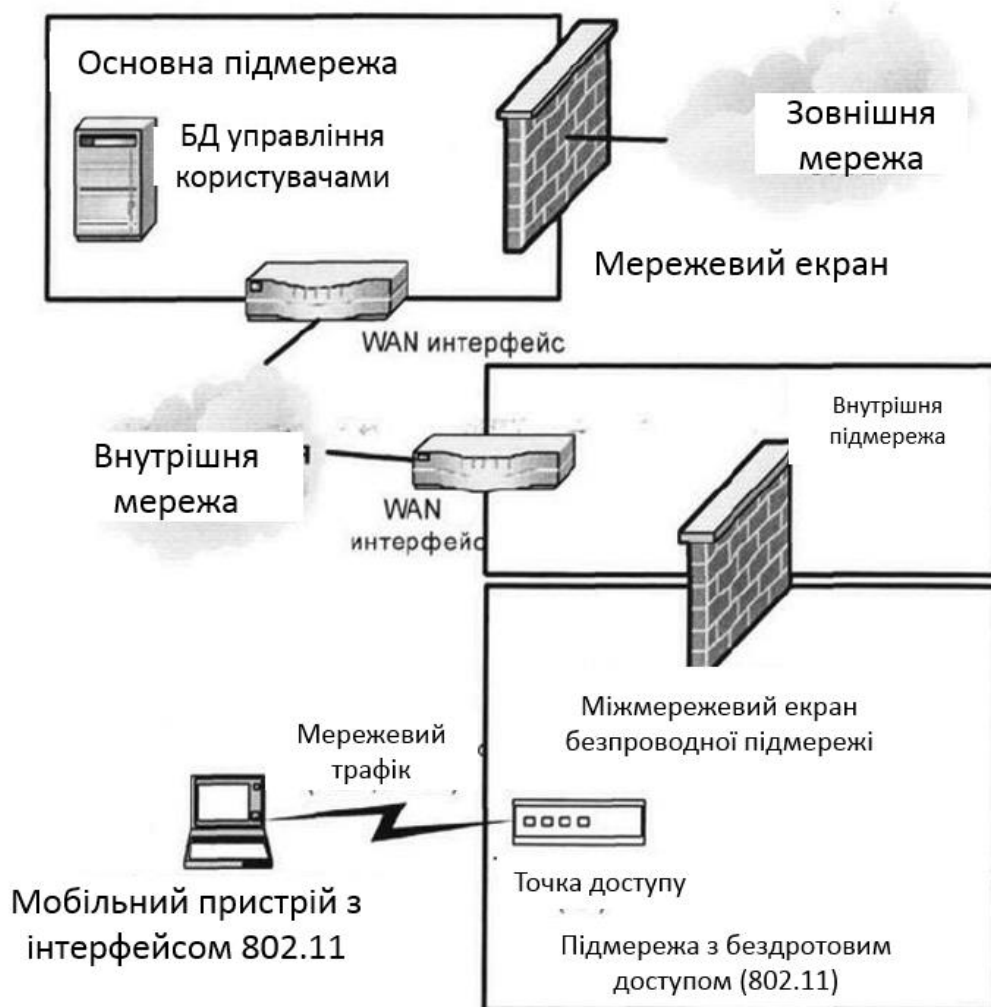 Основна підмережа
БД управління
користувачами
Зовнішня
мережа
Мережевий екран
WAN интерфейс
Внутрішня
підмережа
Внутрішня
мережа
WAN
интерфейс
Міжмережевий екран
безпроводної підмережі
Мережевий
трафік
Точка доступу
Мобільний пристрій з
інтерфейсом 802.11
Підмережа з бездротовим
доступом (802.11)